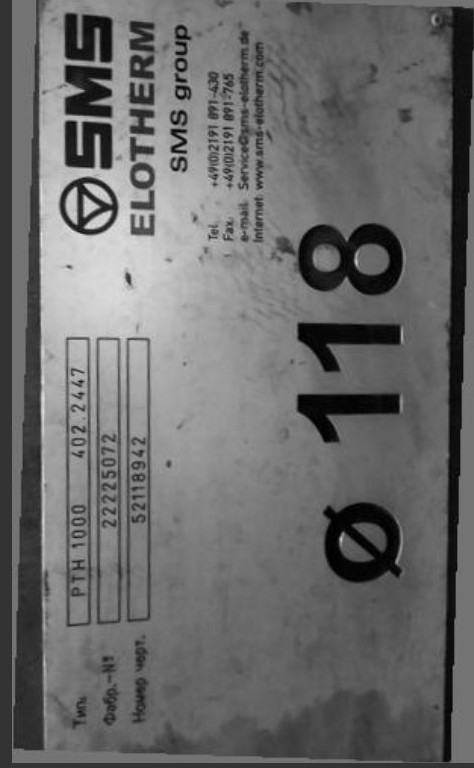 SMS
ELOTHERM
SMS group
Tel. +49(0)2191 891-430
Fax. +49(0)2191 891-765
e-mail. Service@sms-elotherm.de
Internet. www.sms-elotherm.com
Типь PTH 1000 402.2447
Фабр.-№ 22225072
Номер черт. 52118942
Ø 118